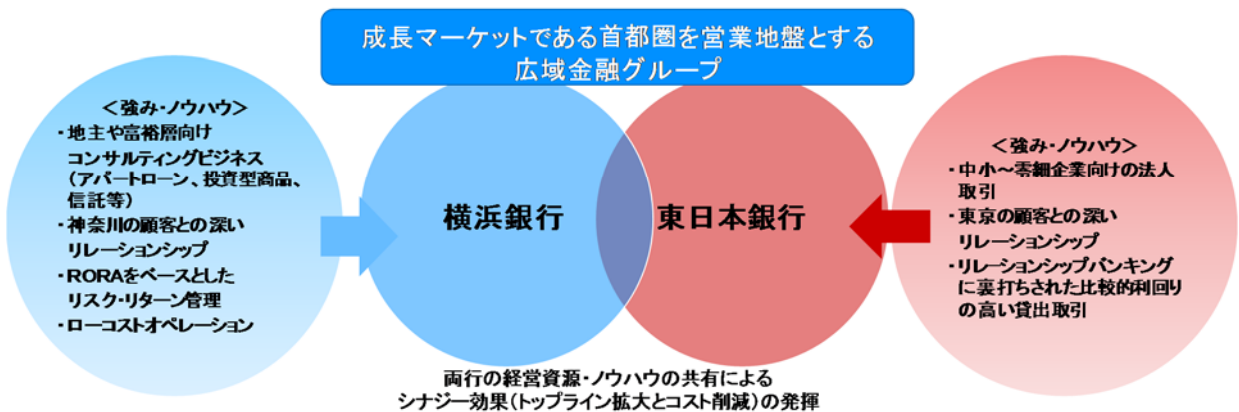 成長マーケットである首都圏を営業地盤とする
広域金融グループ
＜強み・ノウハウ＞
・地主や富裕層向け
コンサルティングビジネス
（アパートローン、投資型商品、
信託等）
・神奈川の顧客との深い
リレーションシップ
・RORAをベースとした
リスク・リターン管理
・ローコストオペレーション
横浜銀行
東日本銀行
＜強み・ノウハウ＞
・中小～零細企業向けの法人
取引
・東京の顧客との深い
リレーションシップ
・リレーションシップバンキング
に裏打ちされた比較的利回り
の高い貸出取引
両行の経営資源・ノウハウの共有による
シナジー効果（トップライン拡大とコスト削減）の発揮